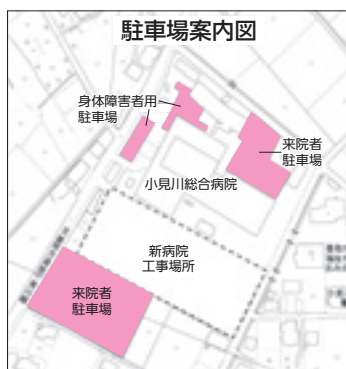 駐車場案内図
身体障害者用
駐車場
来院者
駐車場
小見川総合病院
新病院
工事場所
来院者
駐車場